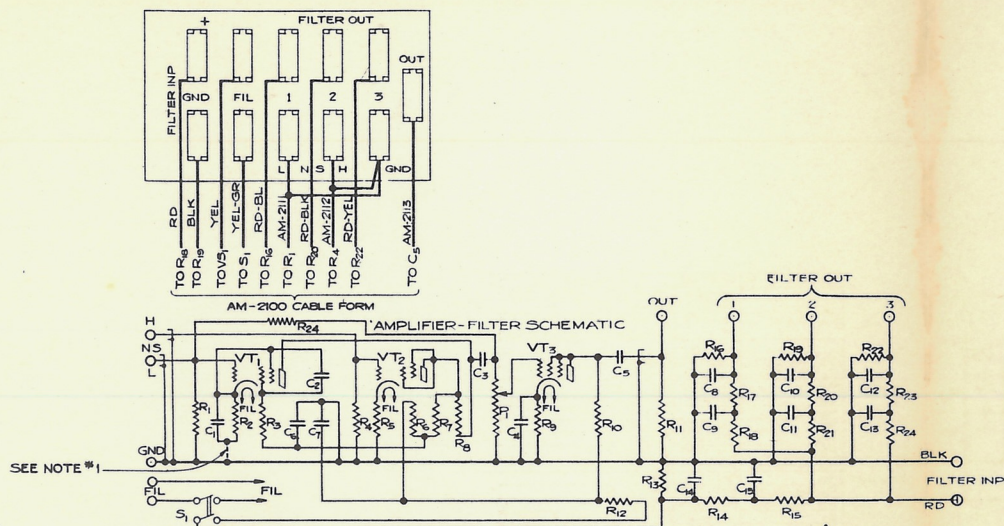 FILTER OUT
+
OUT
FILTER INP
GND FIL 1 2 3
L N S H GND
RD
BLK
YEL
YEL-GR
RD-BL
AM-2111
RD-BLK
AM-2112
RD-YEL
AM-2113
TO R18
TO R19
TO VS1
TO S1
TO R16
TO R1
TO R20
TO R4
TO R22
TO C5
AM-2100 CABLE FORM
FILTER OUT
OUT 1 2 3
H
R24
AMPLIFIER-FILTER SCHEMATIC
NS
L
VT1 VT2 VT3
C2 C3 C5
R16 R19 R22
C8 C10 C12
R17 R20 R23
FIL FIL FIL
R1 C1 R2 R3 C6 C7 R4 R5 R6 R7 R8 P1 R9 R10 R11
C9 R18 C11 R21 C13 R24
GND
BLK
SEE NOTE #1
R13 C14 C15
FILTER INP
FIL FIL
S1
R12 R14 R15
RD